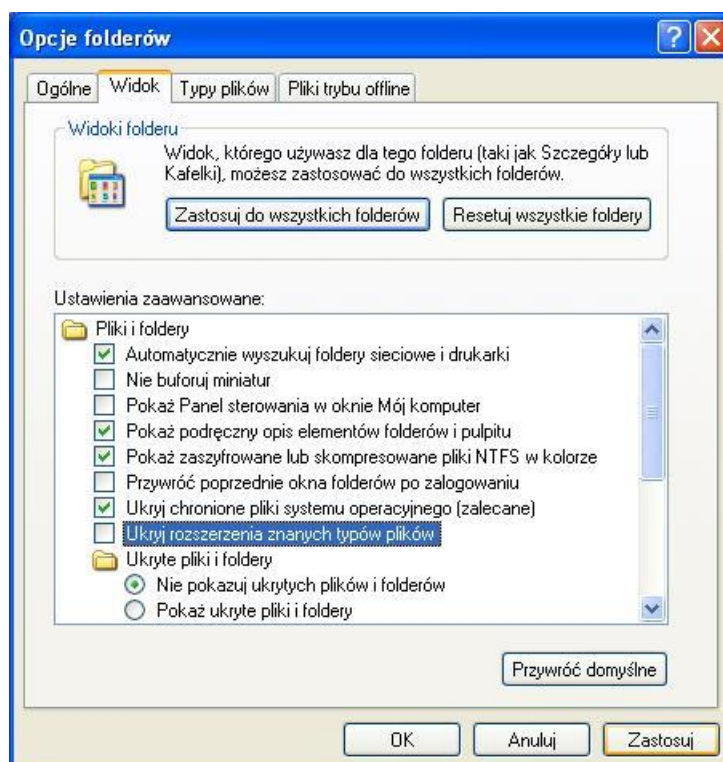 Opcje folderów
Ogólne Widok Typy plików Pliki trybu offline
Widoki folderu
Widok, którego używasz dla tego folderu (taki jak Szczegóły lub
Kafelki), możesz zastosować do wszystkich folderów.
Zastosuj do wszystkich folderów Resetuj wszystkie foldery
Ustawienia zaawansowane:
Pliki i foldery
Automatycznie wyszukuj foldery sieciowe i drukarki
Nie buforuj miniatur
Pokaż Panel sterowania w oknie Mój komputer
Pokaż podręczny opis elementów folderów i pulpitu
Pokaż zaszyfrowane lub skompresowane pliki NTFS w kolorze
Przywróć poprzednie okna folderów po zalogowaniu
Ukryj chronione pliki systemu operacyjnego (zalecane)
Ukryj rozszerzenia znanych typów plików
Ukryte pliki i foldery
Nie pokazuj ukrytych plików i folderów
Pokaż ukryte pliki i foldery
Przywróć domyślne
OK Anuluj Zastosuj